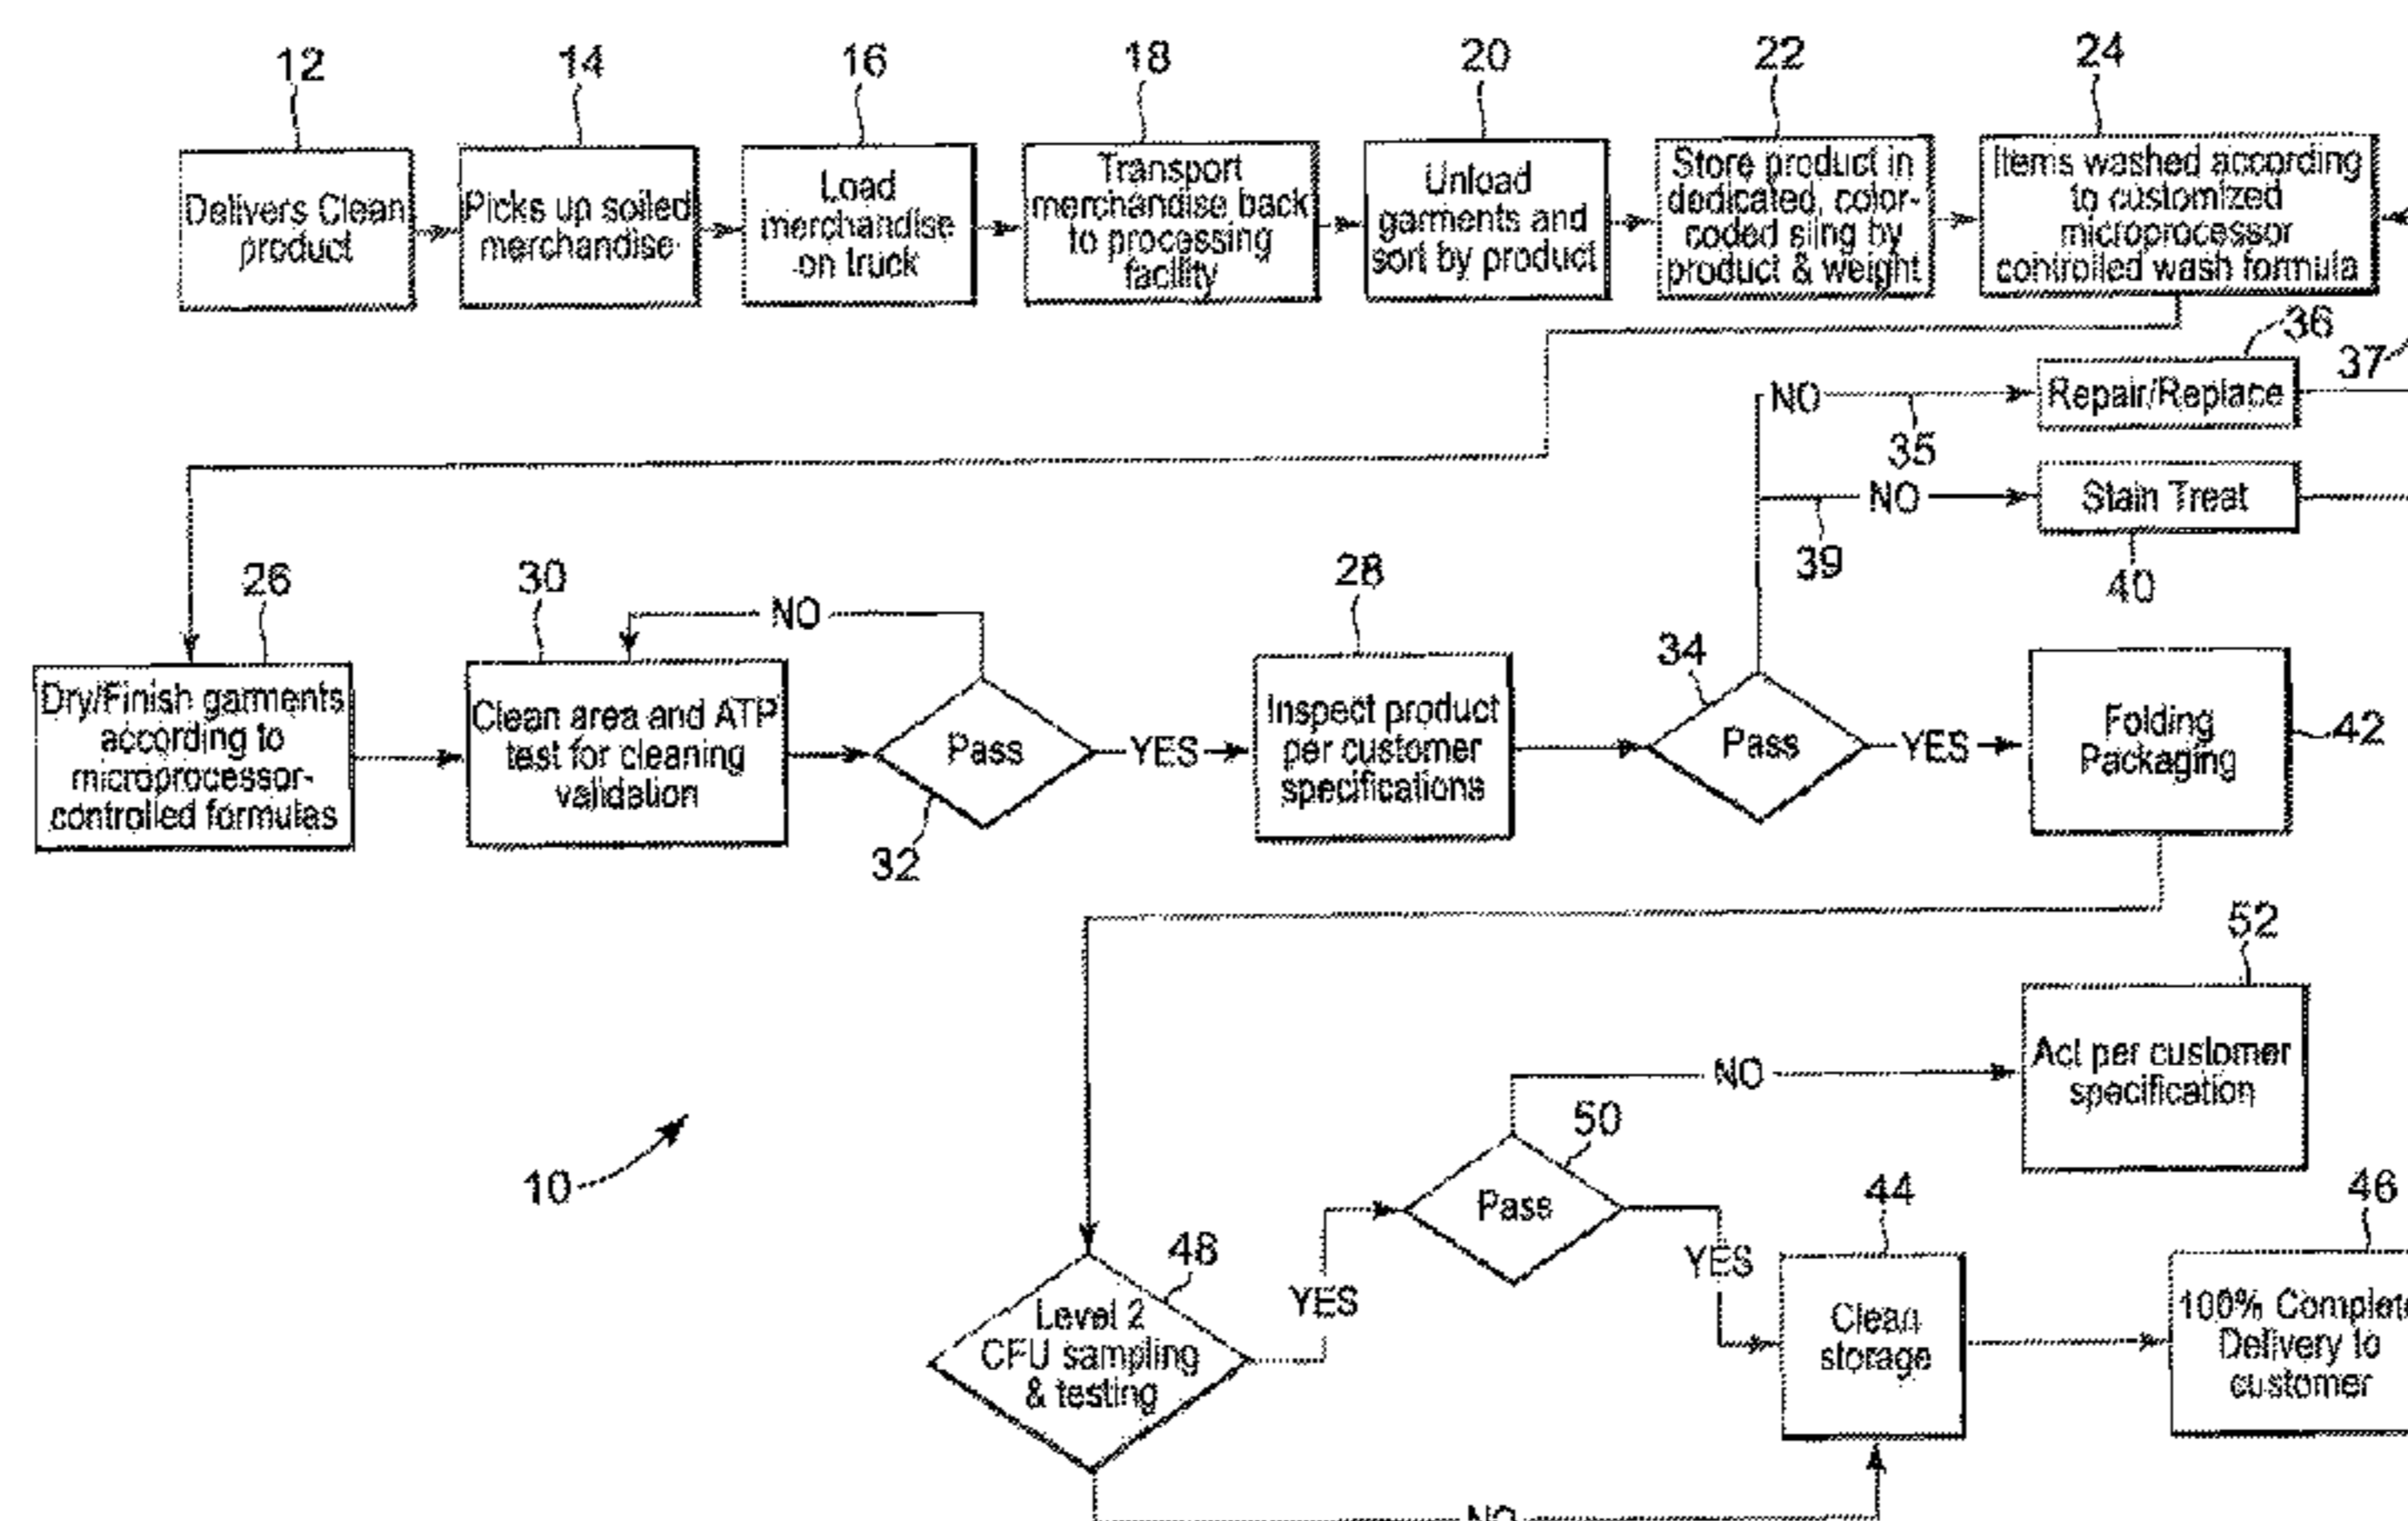 12
14
16
18
20
22
24
Delivers Clean
product
Picks up soiled
merchandise
Load
merchandise
on truck
Transport
merchandise back
to processing
facility
Unload
garments and
sort by product
Store product in
dedicated, color-
coded sling by
product & weight
Items washed according
to customized
microprocessor
controlled wash formula
36
37
NO
Repair/Replace
35
NO
Stain Treat
39
40
26
30
NO
28
34
Dry/Finish garments
according to
microprocessor-
controlled formulas
Clean area and ATP
test for cleaning
validation
Pass
YES
Inspect product
per customer
specifications
Pass
YES
Folding
Packaging
42
32
52
NO
Act per customer
specification
50
Pass
10
48
44
46
YES
YES
Level 2
CFU sampling
& testing
Clean
storage
100% Complete
Delivery to
customer
NO